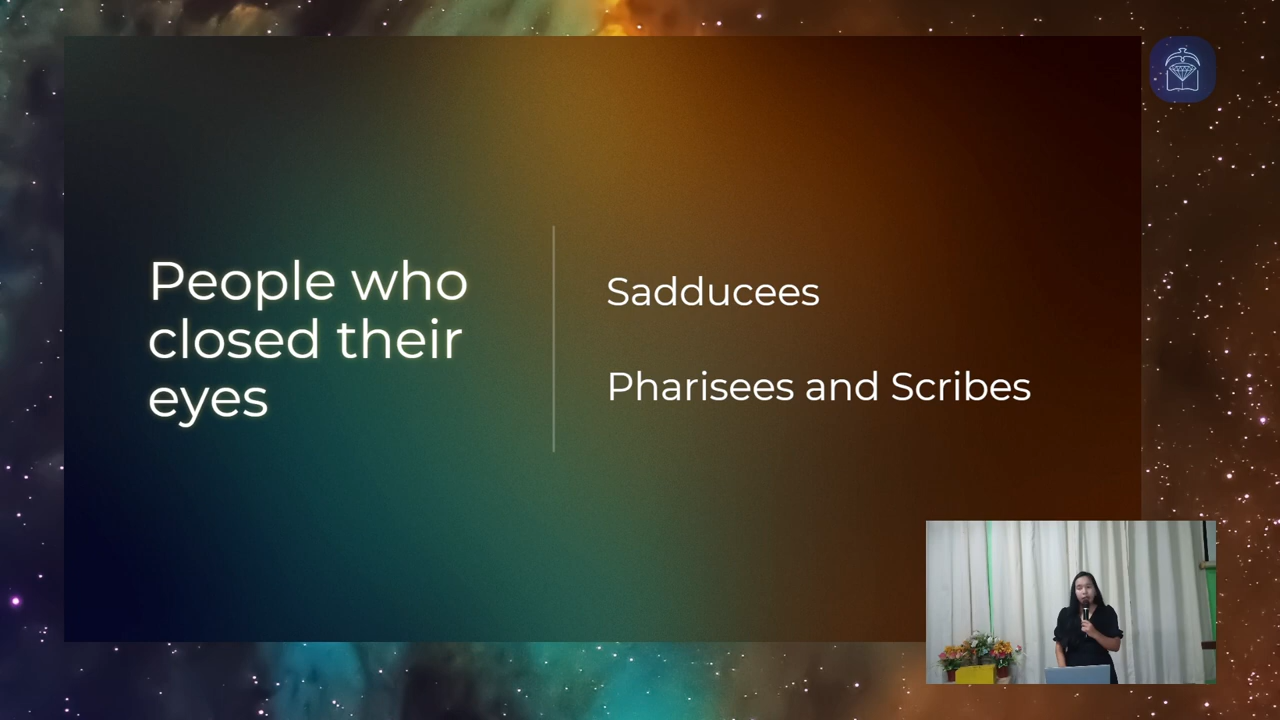 People who
closed their
eyes
Sadducees
Pharisees and Scribes